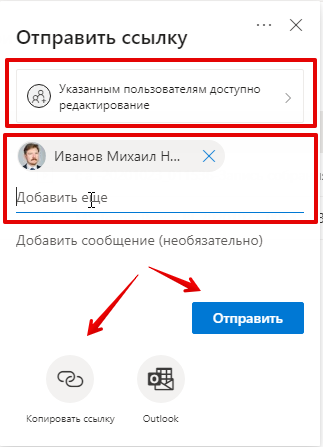 Отправить ссылку
Указанным пользователям доступно
редактирование
Иванов Михаил Н...
Добавить еще
Добавить сообщение (необязательно)
Отправить
Копировать ссылку
Outlook